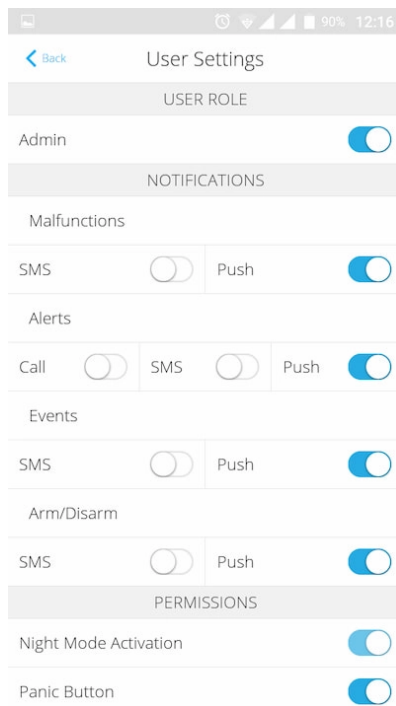 90% 12:16
Back User Settings
USER ROLE
Admin
NOTIFICATIONS
Malfunctions
SMS Push
Alerts
Call SMS Push
Events
SMS Push
Arm/Disarm
SMS Push
PERMISSIONS
Night Mode Activation
Panic Button